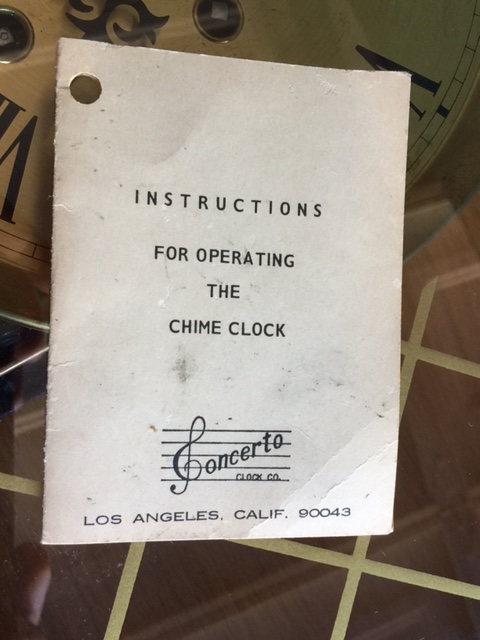 INSTRUCTIONS
FOR OPERATING
THE
CHIME CLOCK
Concerto
CLOCK CO.
LOS ANGELES, CALIF. 90043